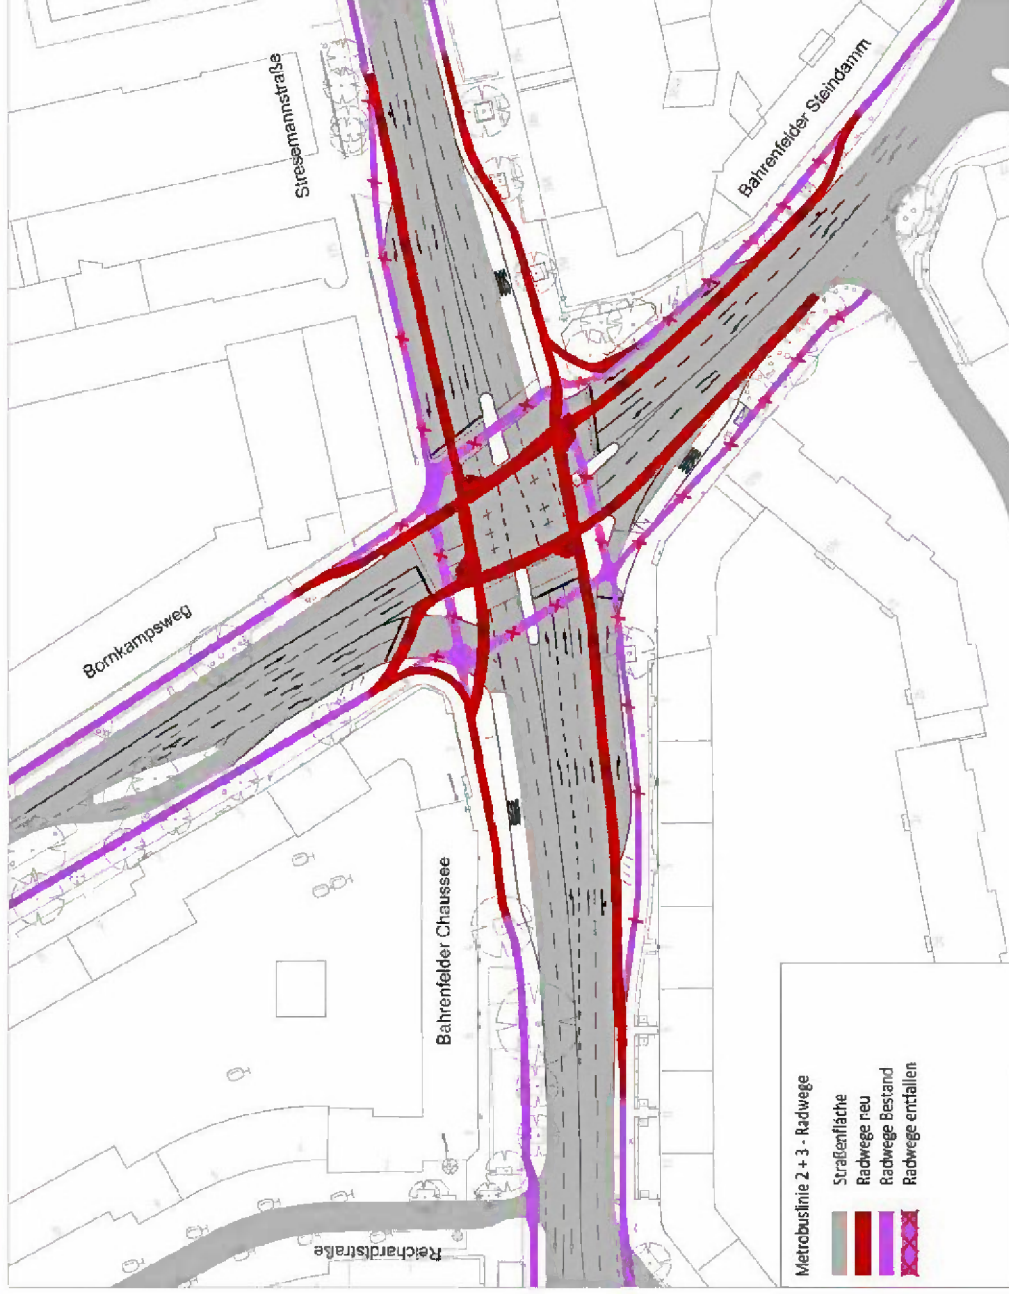 Stresemannstraße
Bahrenfelder Steindamm
Bornkampsweg
Bahrenfelder Chaussee
Reichardtstraße
Metrobuslinie 2 + 3 - Radwege
Straßenfläche
Radwege neu
Radwege Bestand
Radwege entfallen